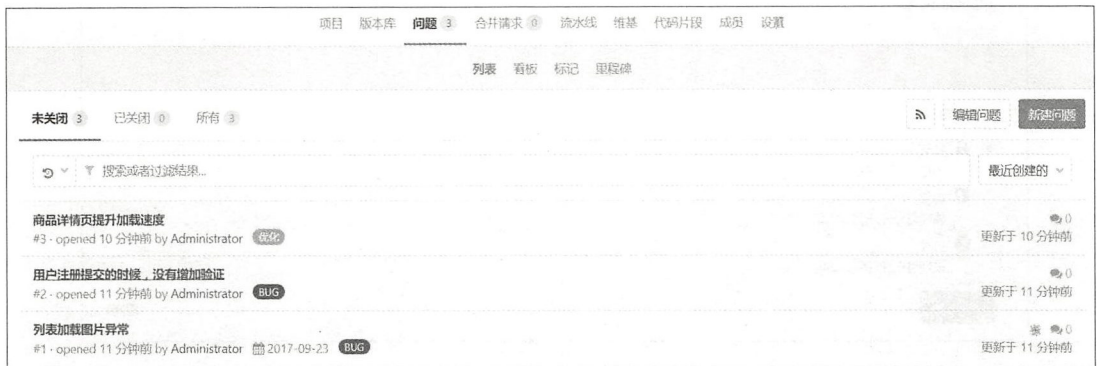 项目 版本库 问题 3 合并请求 0 流水线 维基 代码片段 成员 设置
列表 看板 标记 里程碑
未关闭 3 已关闭 0 所有 3 编辑问题 新建问题
搜索或者过滤结果... 最近创建的
商品详情页提升加载速度 0
#3 · opened 10 分钟前 by Administrator 优化 更新于 10 分钟前
用户注册提交的时候，没有增加验证 0
#2 · opened 11 分钟前 by Administrator BUG 更新于 11 分钟前
列表加载图片异常 0
#1 · opened 11 分钟前 by Administrator 2017-09-23 BUG 更新于 11 分钟前